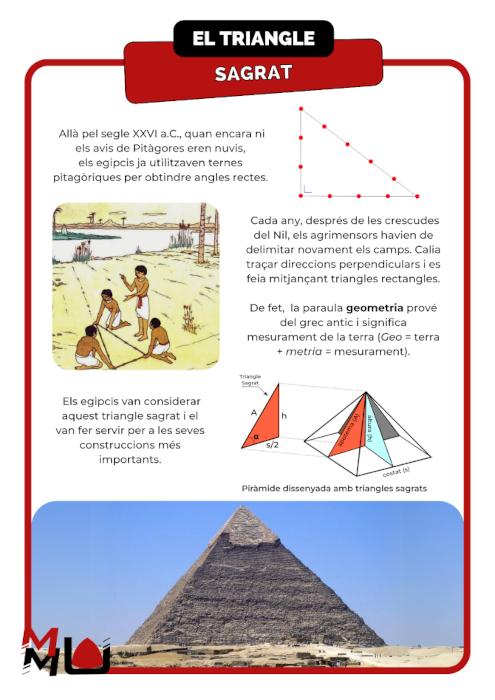 EL TRIANGLE
SAGRAT
Allà pel segle XXVI a.C., quan encara ni
els avis de Pitàgores eren nuvis,
els egipcis ja utilitzaven ternes
pitagòriques per obtindre angles rectes.
Cada any, després de les crescudes
del Nil, els agrimensors havien de
delimitar novament els camps. Calia
traçar direccions perpendiculars i es
feia mitjançant triangles rectangles.
De fet, la paraula geometria prové
del grec antic i significa
mesurament de la terra (Geo = terra
+ metria = mesurament).
Els egipcis van considerar
aquest triangle sagrat i el
van fer servir per a les seves
construccions més
importants.
Triangle
Sagrat
A
h
α
s/2
apotema (A)
altura (h)
costat (s)
Piràmide dissenyada amb triangles sagrats
MMU